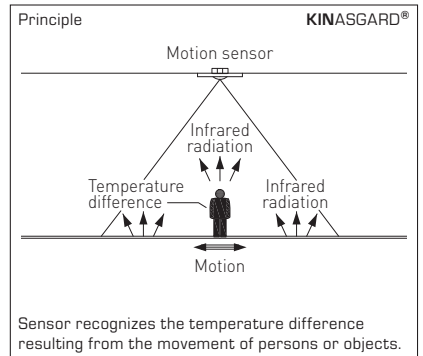 Principle KINASGARD®
Motion sensor
Infrared
radiation
Temperature
difference
Infrared
radiation
Motion
Sensor recognizes the temperature difference
resulting from the movement of persons or objects.